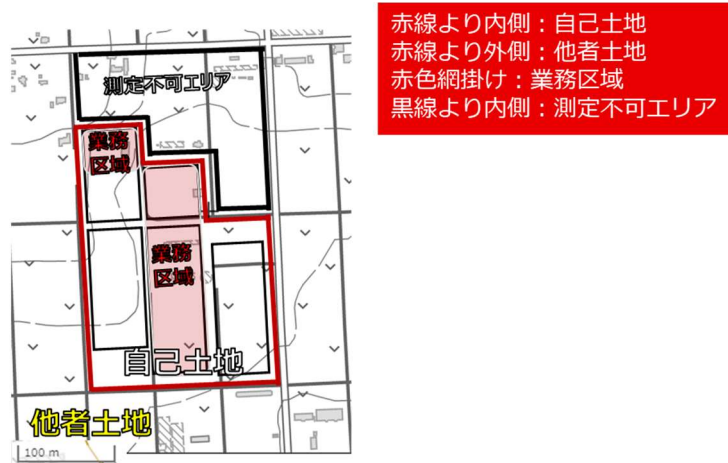 赤線より内側：自己土地
赤線より外側：他者土地
赤色網掛け：業務区域
黒線より内側：測定不可エリア
測定不可エリア
業務
区域
業務
区域
自己土地
他者土地
100 m